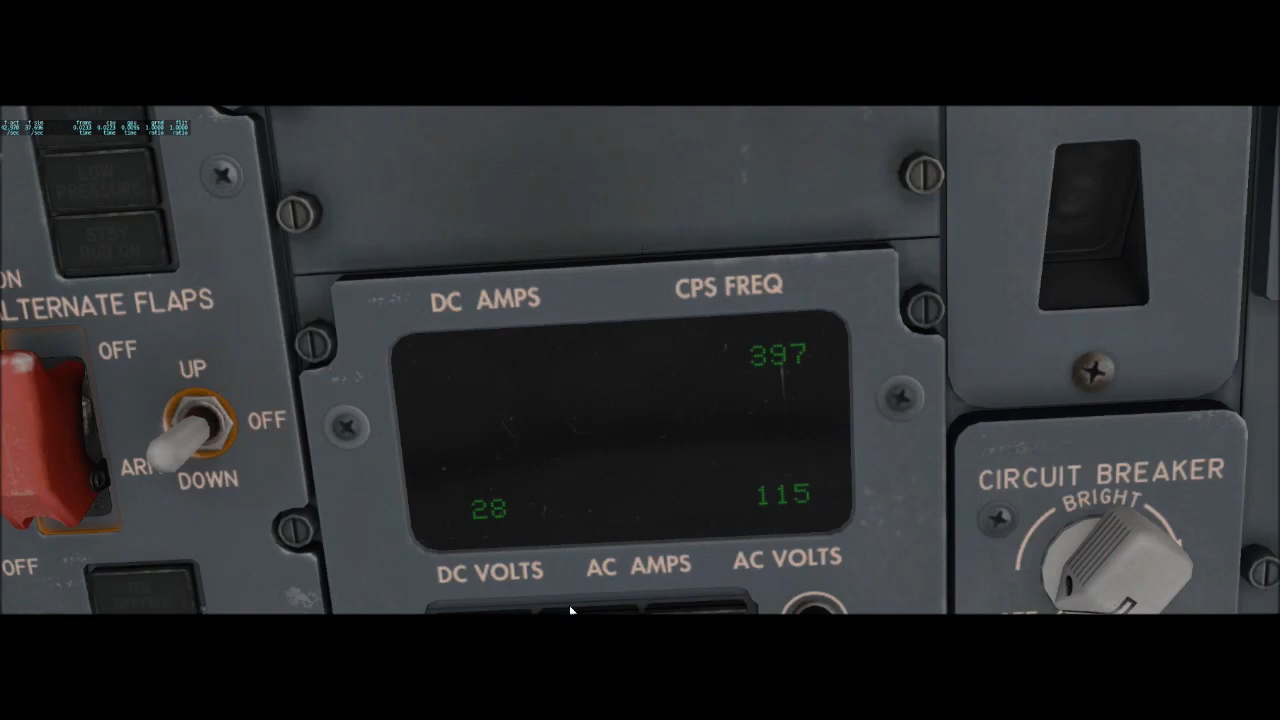 LOW
PRESSURE
STBY
RUD ON
ON
ALTERNATE FLAPS
OFF
UP
OFF
ARM
DOWN
OFF
DC AMPS
CPS FREQ
397
28
115
DC VOLTS
AC AMPS
AC VOLTS
CIRCUIT BREAKER
BRIGHT